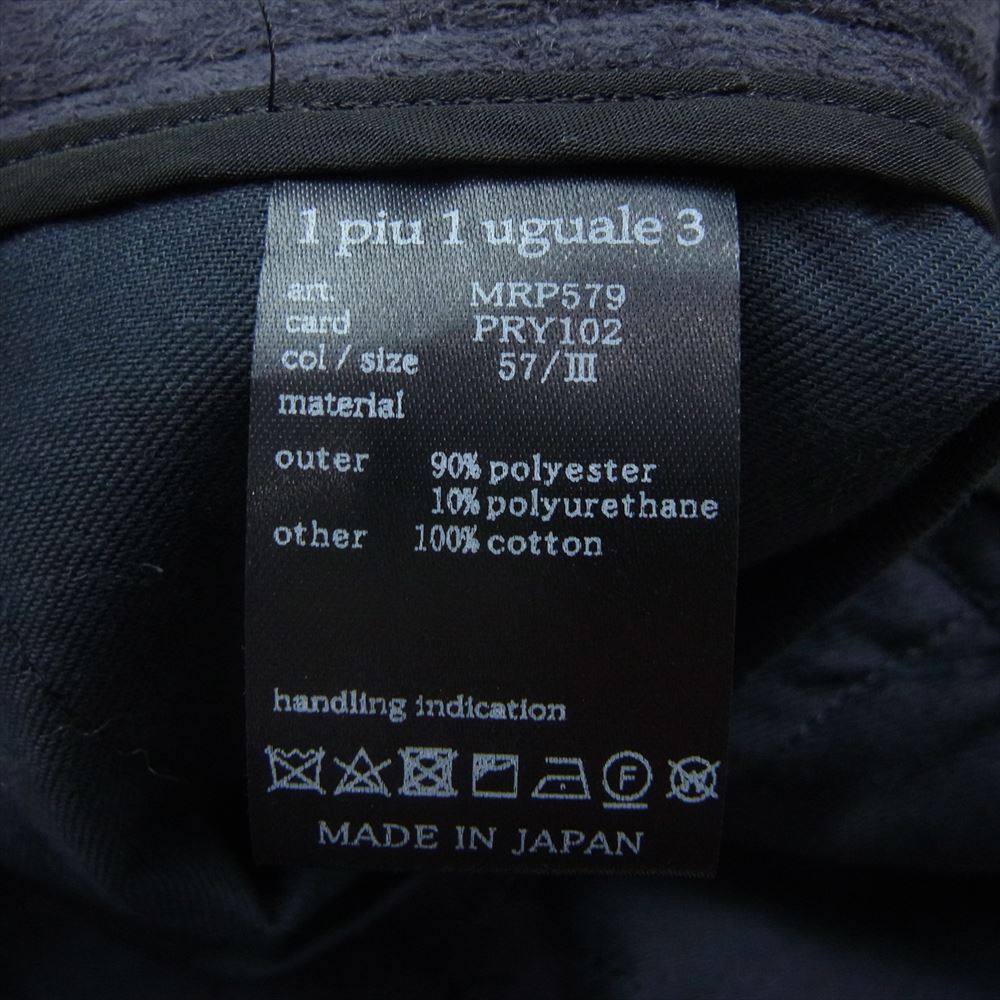 1 piu 1 uguale 3
art. MRP579
card PRY102
col / size 57/Ⅲ
material
outer 90% polyester
10% polyurethane
other 100% cotton
handling indication
F W
MADE IN JAPAN